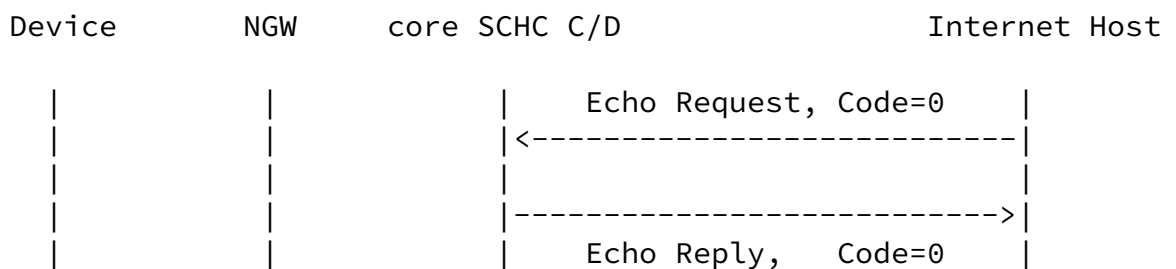 Device        NGW     core SCHC C/D                 Internet Host

  |            |             |    Echo Request, Code=0    |
  |            |             |<---------------------------|
  |            |             |                            |
  |            |             |--------------------------->|
  |            |             |    Echo Reply,   Code=0    |